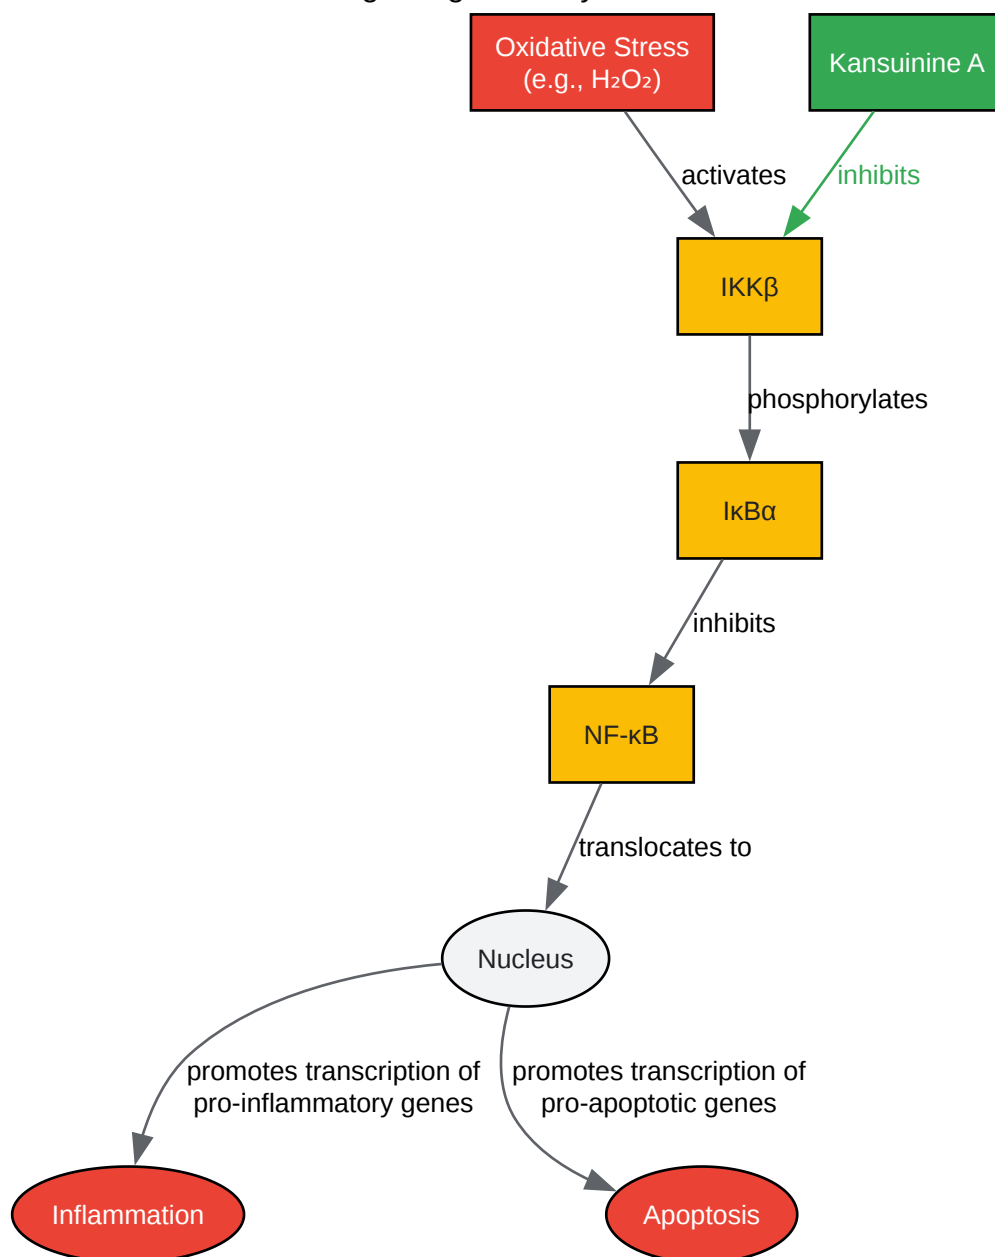 Oxidative Stress
(e.g., H₂O₂)
Kansuinine A
activates
inhibits
IKKβ
phosphorylates
IκBα
inhibits
NF-κB
translocates to
Nucleus
promotes transcription of
pro-inflammatory genes
promotes transcription of
pro-apoptotic genes
Inflammation
Apoptosis